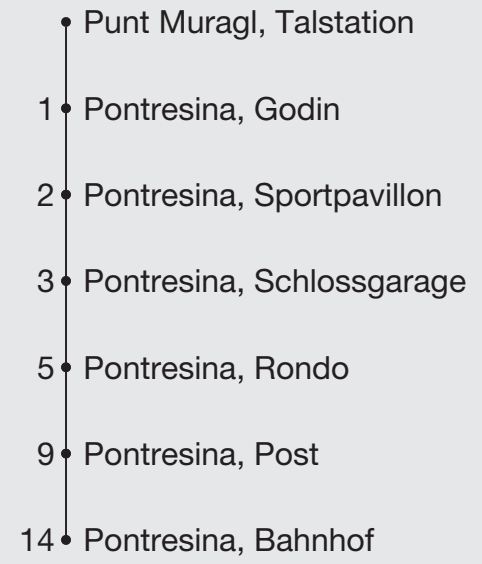 Punt Muragl, Talstation
1 Pontresina, Godin
2 Pontresina, Sportpavillon
3 Pontresina, Schlossgarage
5 Pontresina, Rondo
9 Pontresina, Post
14 Pontresina, Bahnhof